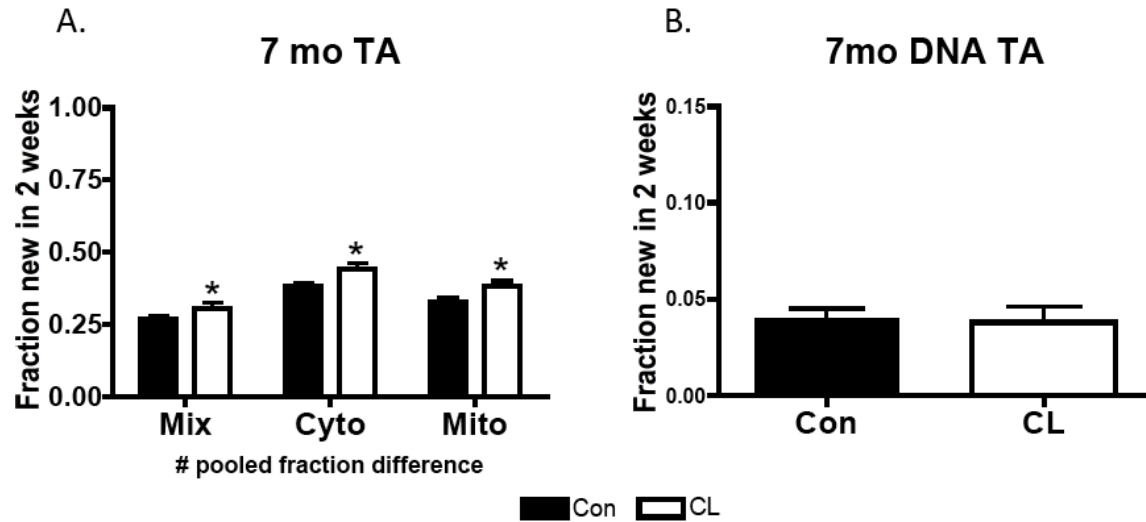 A.
7 mo TA
Fraction new in 2 weeks
1.00
0.75
0.50
0.25
0.00
*
*
*
Mix Cyto Mito
# pooled fraction difference
B.
7mo DNA TA
Fraction new in 2 weeks
0.15
0.10
0.05
0.00
Con CL
Con CL